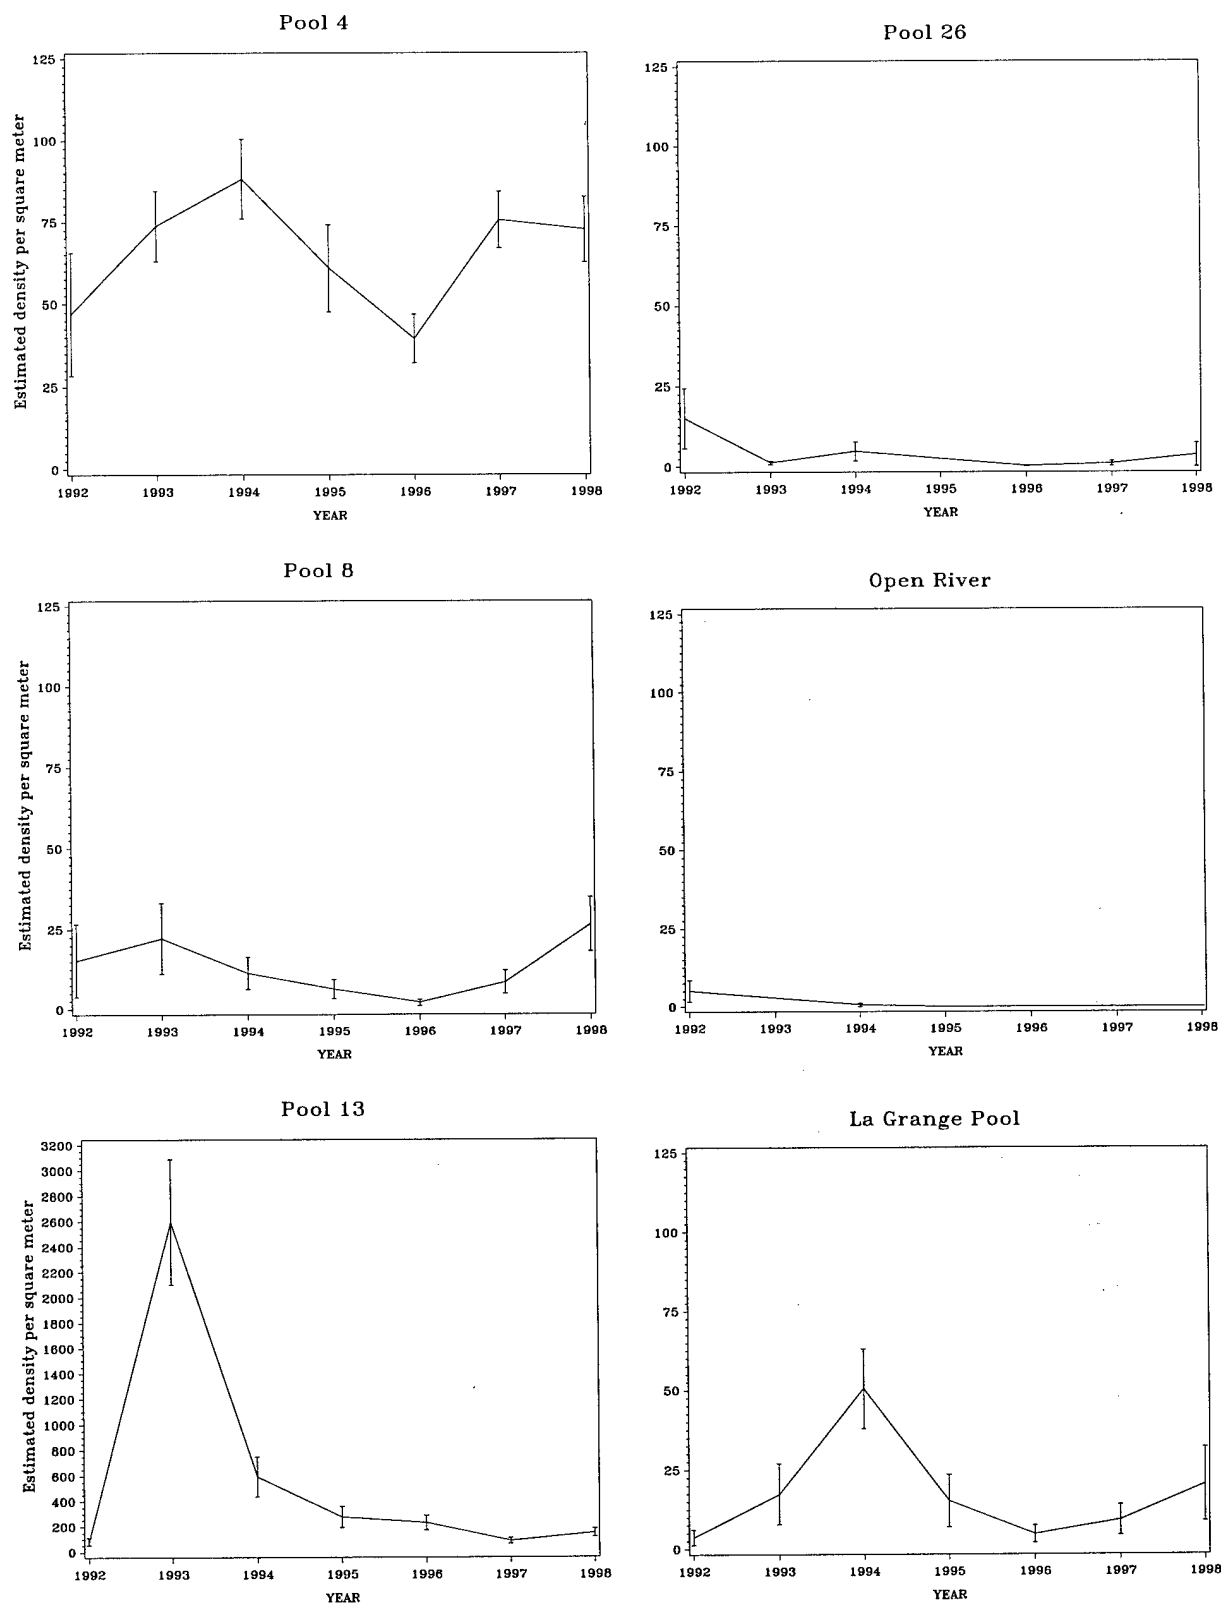 Pool 4
Estimated density per square meter
125
100
75
50
25
0
1992 1993 1994 1995 1996 1997 1998
YEAR
Pool 26
125
100
75
50
25
0
1992 1993 1994 1995 1996 1997 1998
YEAR
Pool 8
Estimated density per square meter
125
100
75
50
25
0
1992 1993 1994 1995 1996 1997 1998
YEAR
Open River
125
100
75
50
25
0
1992 1993 1994 1995 1996 1997 1998
YEAR
Pool 13
Estimated density per square meter
3200
3000
2800
2600
2400
2200
2000
1800
1600
1400
1200
1000
800
600
400
200
0
1992 1993 1994 1995 1996 1997 1998
YEAR
La Grange Pool
125
100
75
50
25
0
1992 1993 1994 1995 1996 1997 1998
YEAR